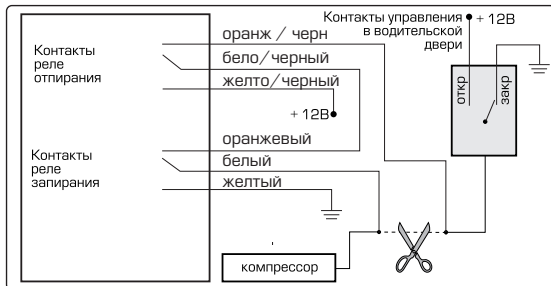 Контакты управления
в водительской
двери
+ 12В
оранж / черн
Контакты
реле
отпирания
бело/черный
желто/черный
+ 12В
откр
закр
оранжевый
Контакты
реле
запирания
белый
желтый
компрессор